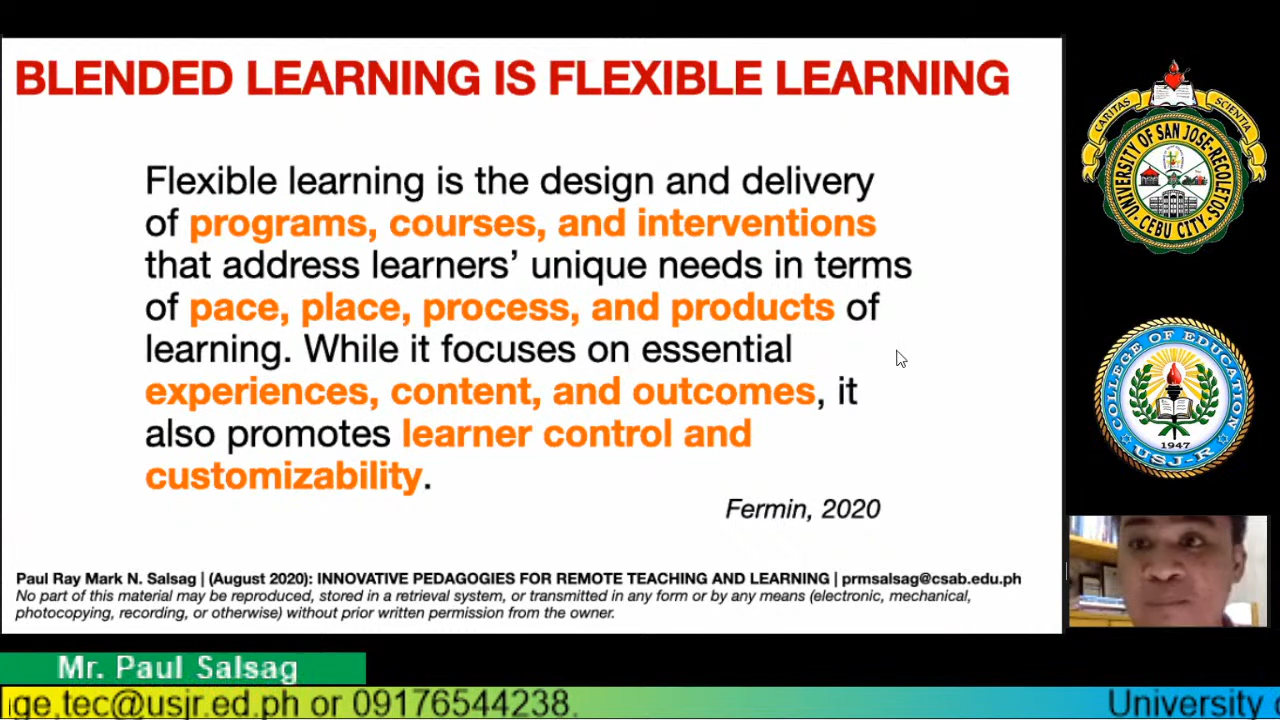 BLENDED LEARNING IS FLEXIBLE LEARNING
Flexible learning is the design and delivery
of programs, courses, and interventions
that address learners’ unique needs in terms
of pace, place, process, and products of
learning. While it focuses on essential
experiences, content, and outcomes, it
also promotes learner control and
customizability.
Fermin, 2020
Paul Ray Mark N. Salsag | (August 2020): INNOVATIVE PEDAGOGIES FOR REMOTE TEACHING AND LEARNING | prmsalsag@csab.edu.ph
No part of this material may be reproduced, stored in a retrieval system, or transmitted in any form or by any means (electronic, mechanical,
photocopying, recording, or otherwise) without prior written permission from the owner.
CARITAS SCIENTIA
UNIVERSITY OF SAN JOSE-RECOLETOS
CEBU CITY
COLLEGE OF EDUCATION
1947
USJ-R
Mr. Paul Salsag
ge,tec@usjr.ed.ph or 09176544238.
University